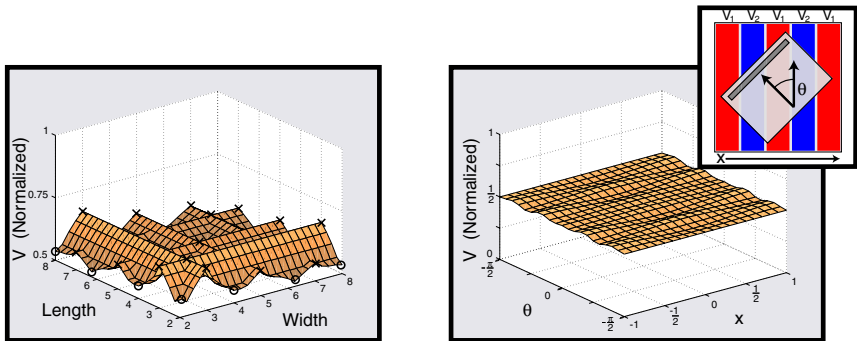 V₁ V₂ V₁ V₂ V₁
θ
X
1
0.75
0.5
V (Normalized)
8
7
6
5
4
3
2
Length
2
3
4
5
6
7
8
Width
1
1/2
0
V (Normalized)
-π/2
0
-π/2
θ
-1
-1/2
0
1/2
1
X